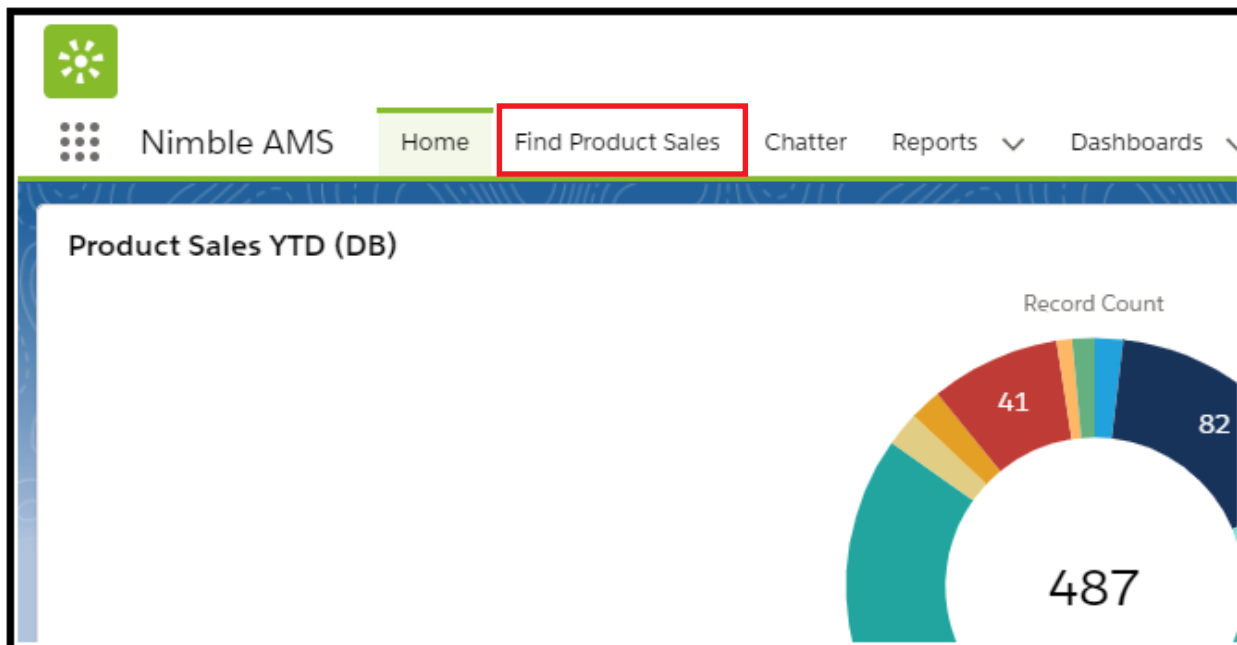 Nimble AMS Home Find Product Sales Chatter Reports Dashboards
Product Sales YTD (DB)
Record Count
41
82
487